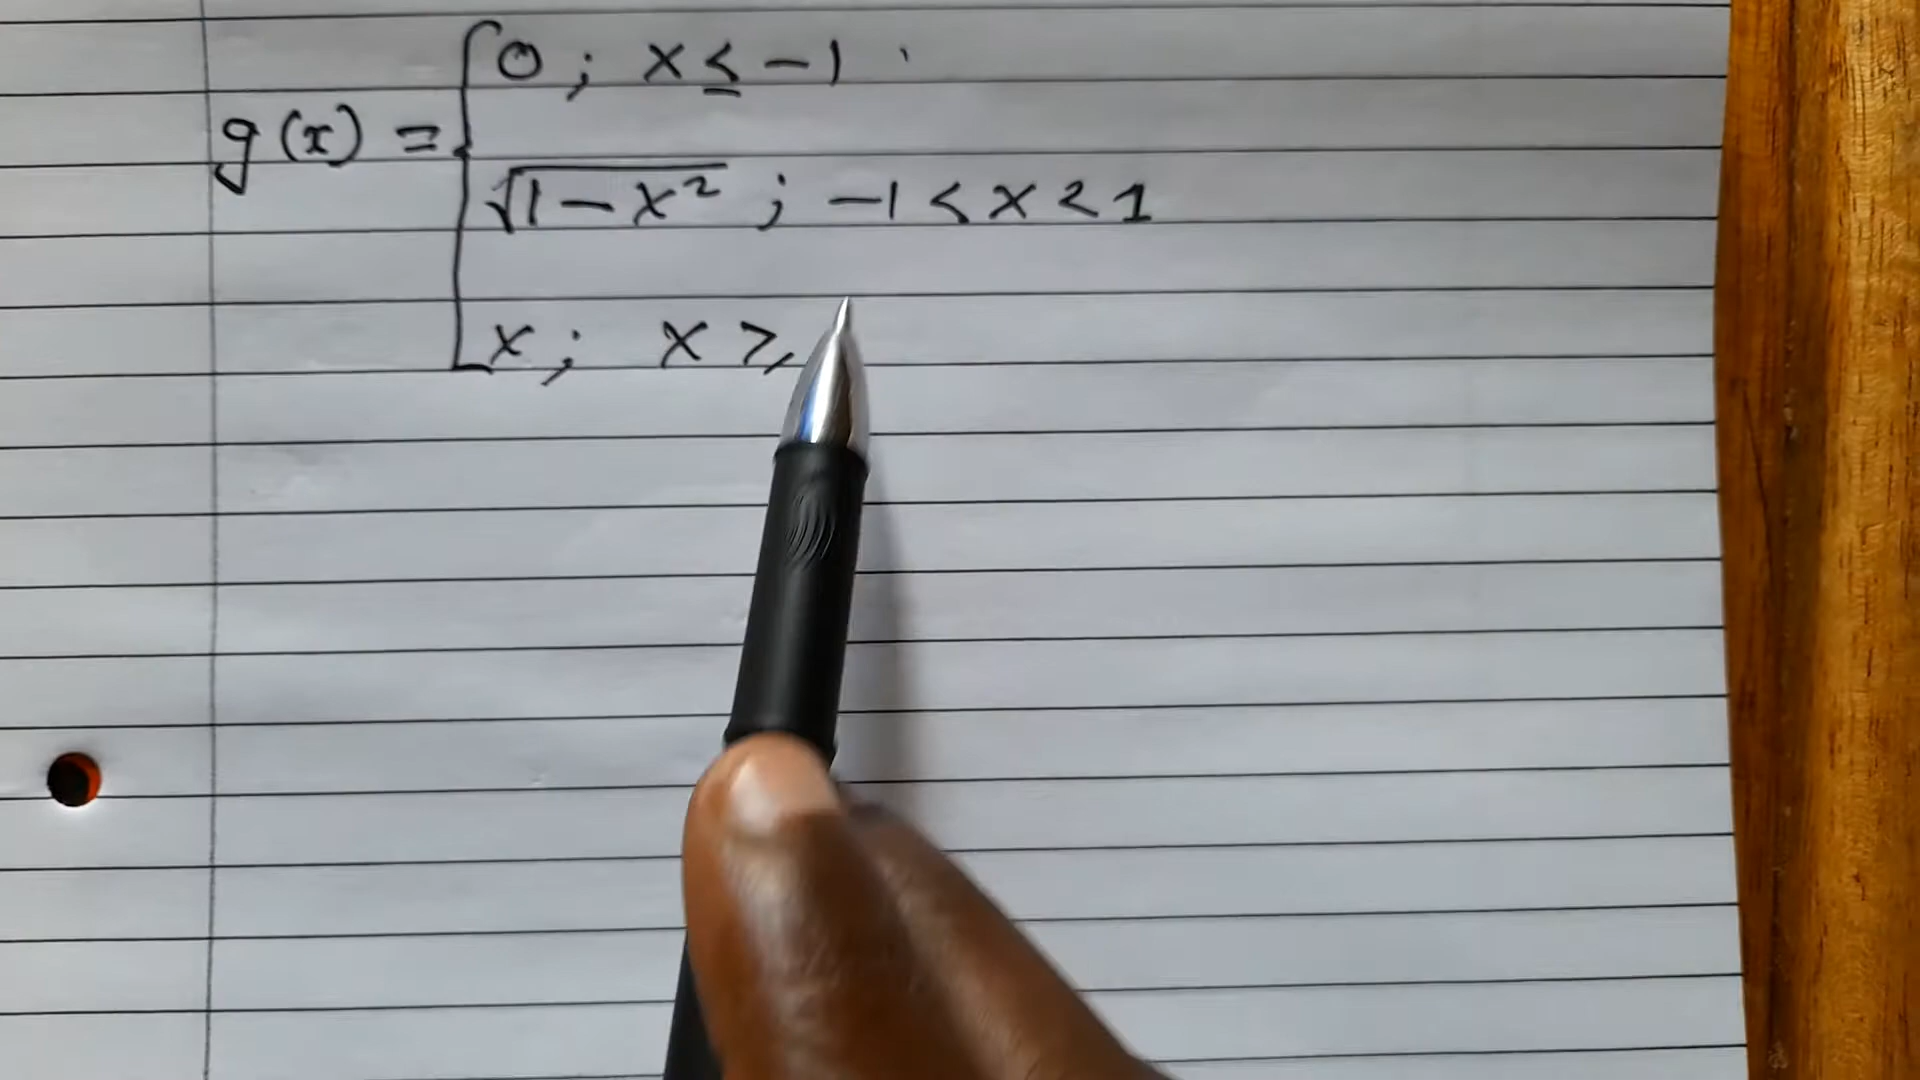 0 ; x ≤ -1
g(x) =
√1-x² ; -1 < x < 1
x ; x ≥